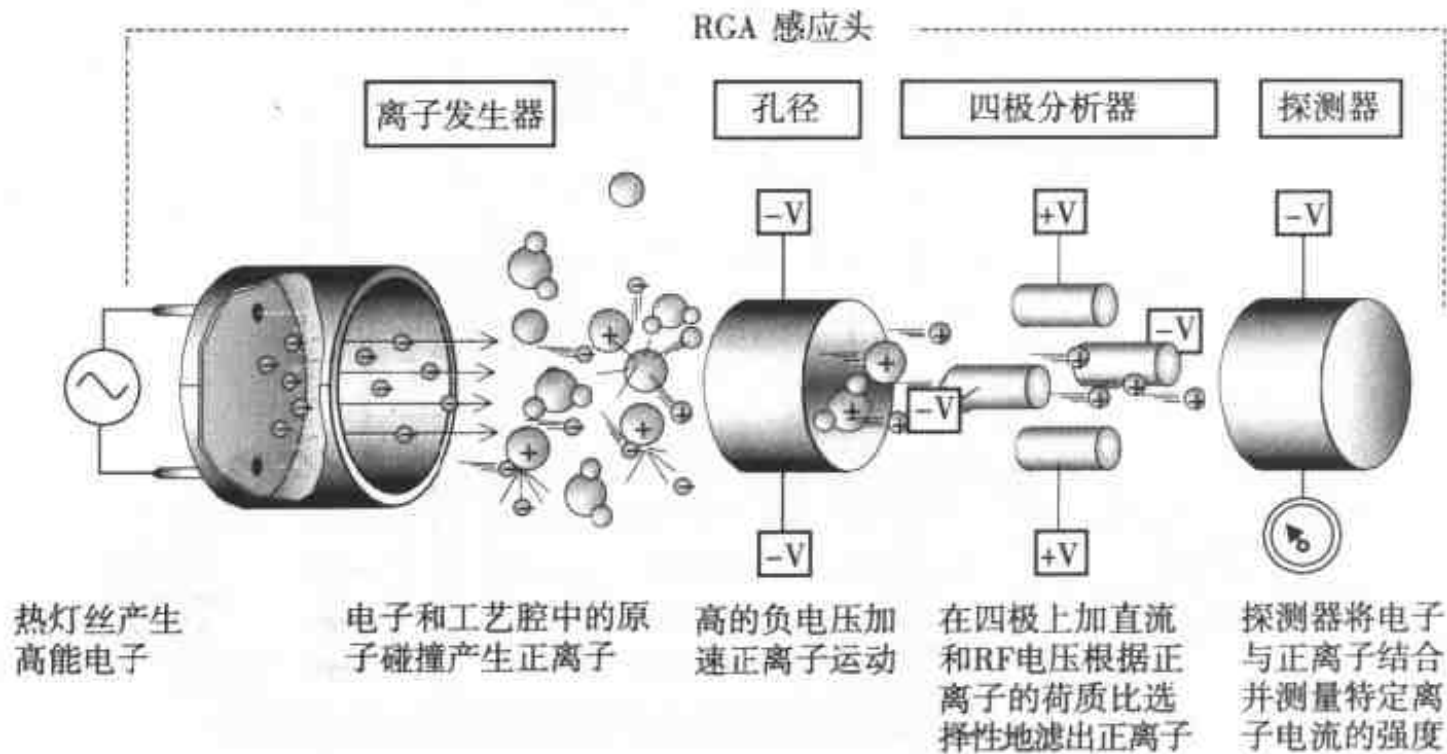 RGA 感应头
离子发生器
孔径
四极分析器
探测器
-V
+V
-V
-V
-V
-V
+V
热灯丝产生
高能电子
电子和工艺腔中的原
子碰撞产生正离子
高的负电压加
速正离子运动
在四极上加直流
和RF电压根据正
离子的荷质比选
择性地滤出正离子
探测器将电子
与正离子结合
并测量特定离
子电流的强度